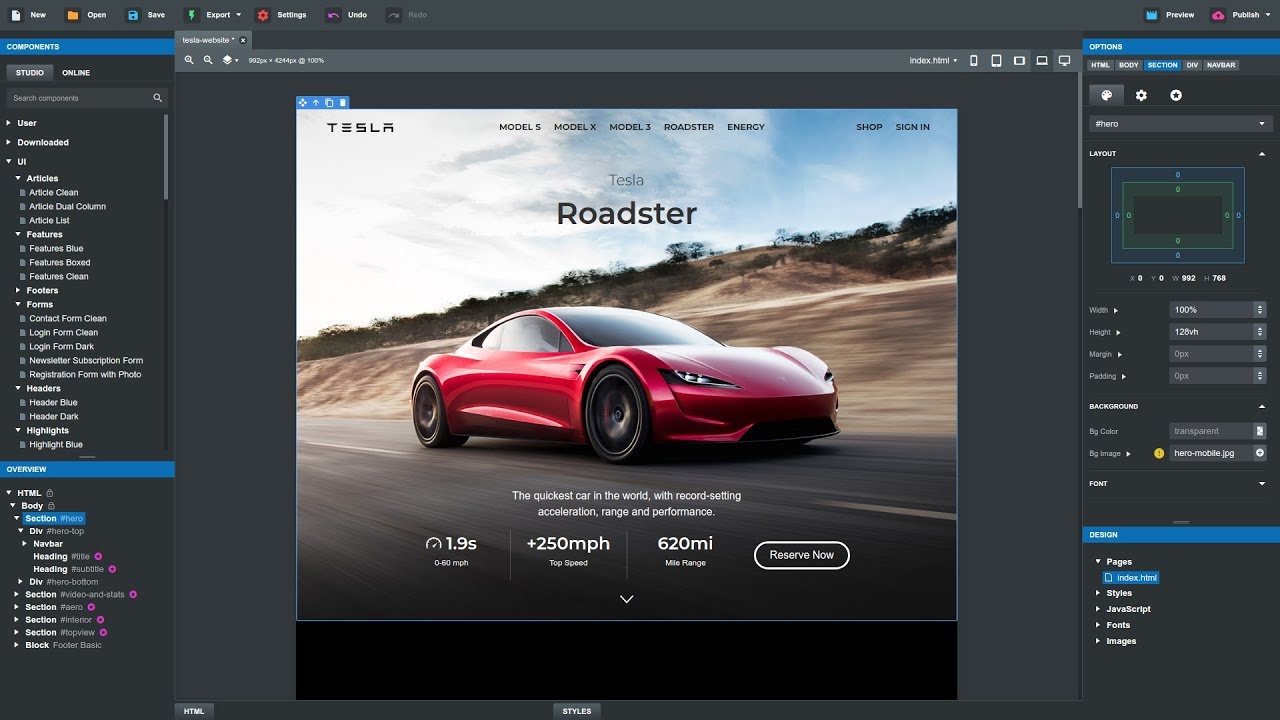 New Open Save Export Settings Undo Redo Preview Publish
COMPONENTS
STUDIO ONLINE
Search components
User
Downloaded
UI
Articles
Article Clean
Article Dual Column
Article List
Features
Features Blue
Features Boxed
Features Clean
Footers
Forms
Contact Form Clean
Login Form Clean
Login Form Dark
Newsletter Subscription Form
Registration Form with Photo
Headers
Header Blue
Header Dark
Highlights
Highlight Blue
OVERVIEW
HTML
Body
Section #hero
Div #hero-top
Navbar
Heading #title
Heading #subtitle
Div #hero-bottom
Section #video-and-stats
Section #aero
Section #interior
Section #topview
Block Footer Basic
tesla-website *
992px × 4244px @ 100%
index.html
TESLA MODEL S MODEL X MODEL 3 ROADSTER ENERGY SHOP SIGN IN
Tesla
Roadster
The quickest car in the world, with record-setting
acceleration, range and performance.
1.9s +250mph 620mi
0-60 mph Top Speed Mile Range
Reserve Now
HTML STYLES
OPTIONS
HTML BODY SECTION DIV NAVBAR
#hero
LAYOUT
0
0
0 0 0 0
0
0
X 0 Y 0 W 992 H 768
Width 100%
Height 128vh
Margin 0px
Padding 0px
BACKGROUND
Bg Color transparent
Bg Image hero-mobile.jpg
FONT
DESIGN
Pages
index.html
Styles
JavaScript
Fonts
Images